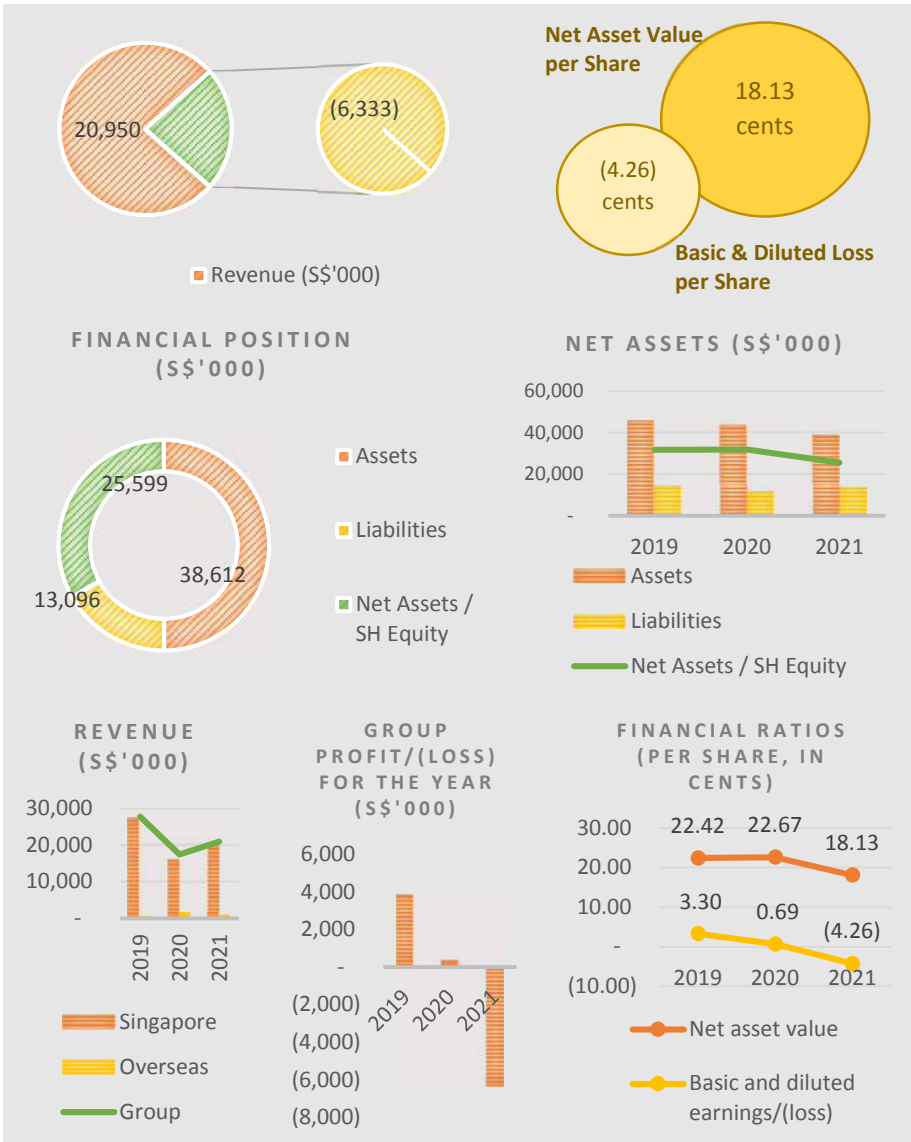 20,950
(6,333)
Revenue (S$'000)
Net Asset Value
per Share
18.13
cents
(4.26)
cents
Basic & Diluted Loss
per Share
FINANCIAL POSITION
(S$'000)
25,599
38,612
13,096
Assets
Liabilities
Net Assets /
SH Equity
NET ASSETS (S$'000)
60,000
40,000
20,000
-
2019 2020 2021
Assets
Liabilities
Net Assets / SH Equity
REVENUE
(S$'000)
30,000
20,000
10,000
-
2019 2020 2021
Singapore
Overseas
Group
GROUP
PROFIT/(LOSS)
FOR THE YEAR
(S$'000)
6,000
4,000
2,000
-
(2,000)
(4,000)
(6,000)
(8,000)
2019 2020 2021
FINANCIAL RATIOS
(PER SHARE, IN
CENTS)
30.00
20.00
10.00
-
(10.00)
22.42 22.67 18.13
3.30 0.69 (4.26)
2019 2020 2021
Net asset value
Basic and diluted
earnings/(loss)